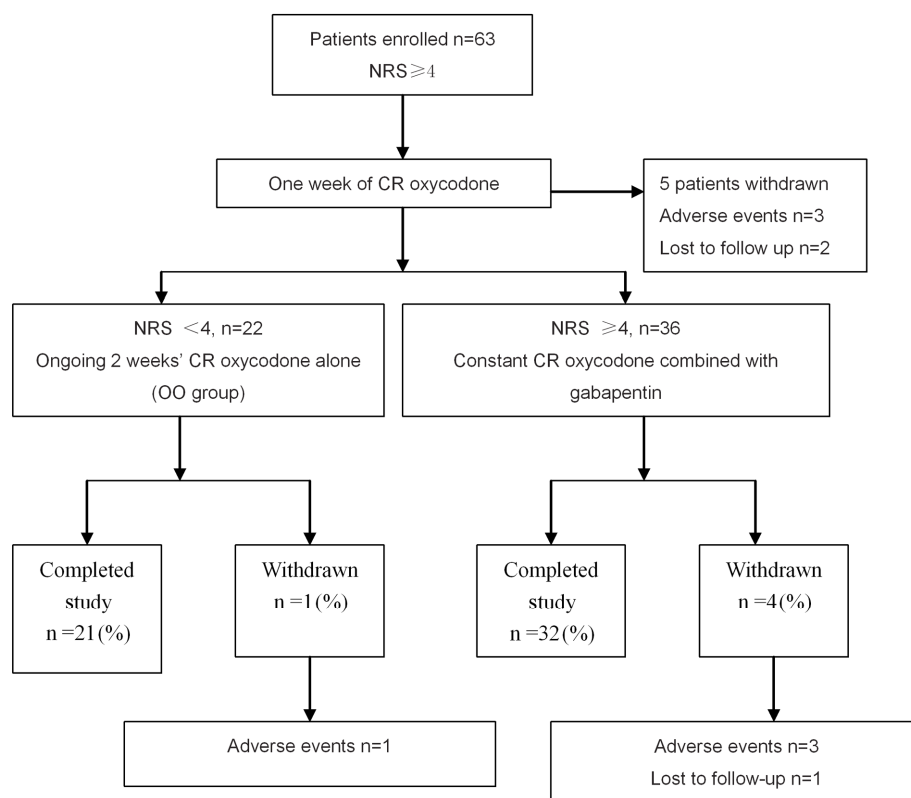 Patients enrolled n=63
NRS≥4
One week of CR oxycodone
5 patients withdrawn
Adverse events n=3
Lost to follow up n=2
NRS <4, n=22
Ongoing 2 weeks' CR oxycodone alone
(OO group)
NRS ≥4, n=36
Constant CR oxycodone combined with
gabapentin
Completed
study
n =21(%)
Withdrawn
n =1(%)
Completed
study
n =32(%)
Withdrawn
n =4(%)
Adverse events n=1
Adverse events n=3
Lost to follow-up n=1